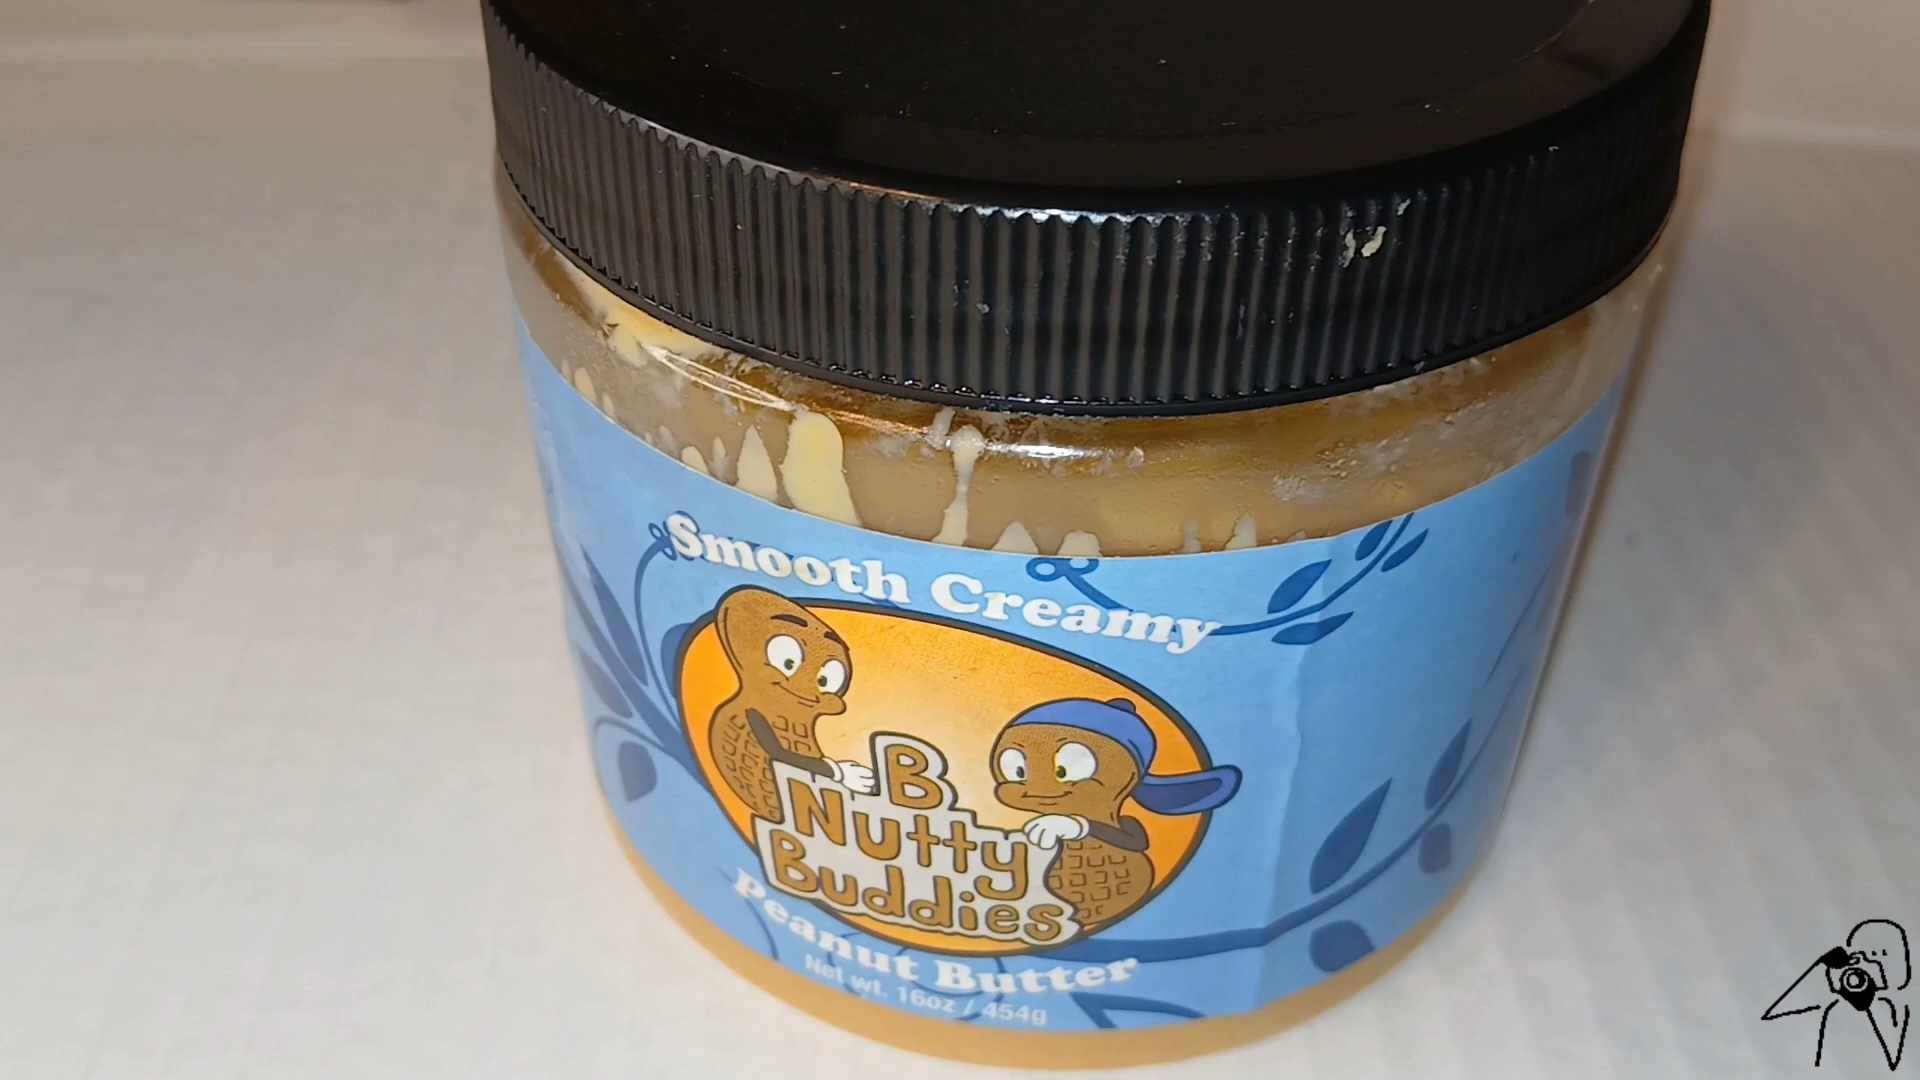 Smooth Creamy
B
Nutty
Buddies
Peanut Butter
Net wt. 16oz / 454g